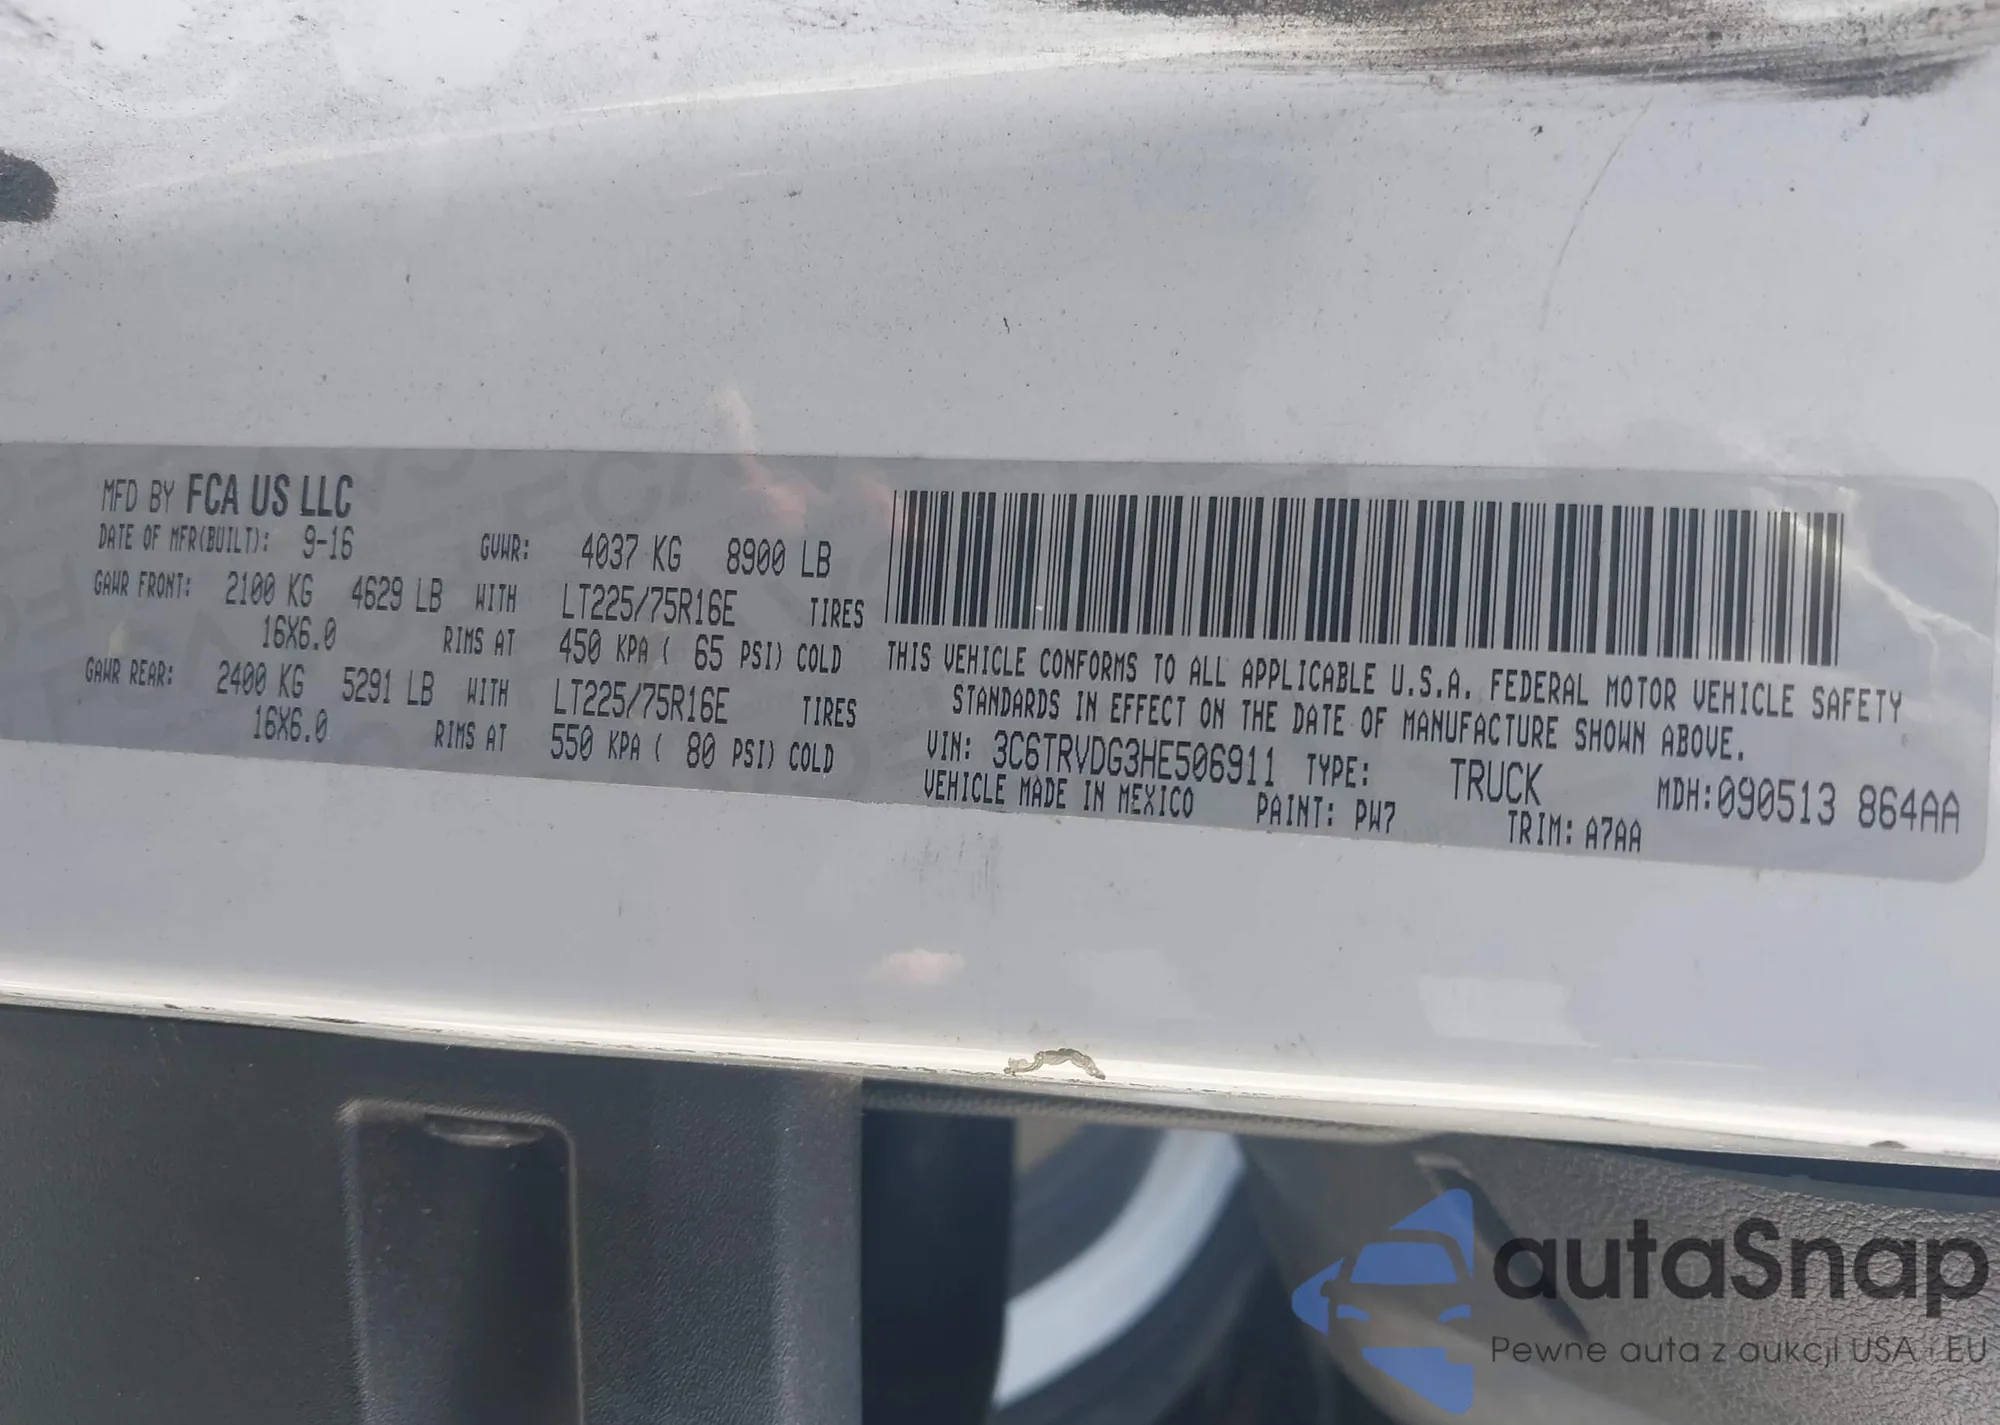 MFD BY FCA US LLC
DATE OF MFR(BUILT): 9-16 GVWR: 4037 KG 8900 LB
GAWR FRONT: 2100 KG 4629 LB WITH LT225/75R16E TIRES
16X6.0 RIMS AT 450 KPA ( 65 PSI) COLD
GAWR REAR: 2400 KG 5291 LB WITH LT225/75R16E TIRES
16X6.0 RIMS AT 550 KPA ( 80 PSI) COLD
THIS VEHICLE CONFORMS TO ALL APPLICABLE U.S.A. FEDERAL MOTOR VEHICLE SAFETY
STANDARDS IN EFFECT ON THE DATE OF MANUFACTURE SHOWN ABOVE.
VIN: 3C6TRVDG3HE506911 TYPE: TRUCK MDH:090513 864AA
VEHICLE MADE IN MEXICO PAINT: PW7 TRIM: A7AA
autaSnap
Pewne auta z aukcji USA i EU